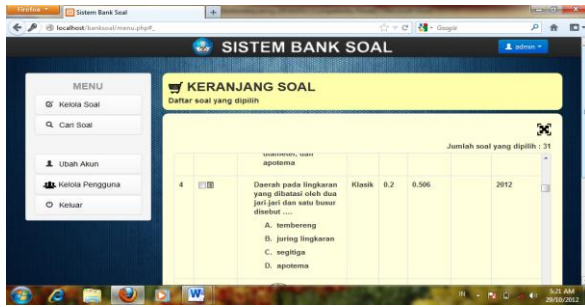 Firefox
Sistem Bank Soal
localhost/banksoal/menu.php#_
Google
SISTEM BANK SOAL
admin
MENU
Kelola Soal
Cari Soal
Ubah Akun
Kelola Pengguna
Keluar
KERANJANG SOAL
Daftar soal yang dipilih
Jumlah soal yang dipilih : 31
diameter, dan
apotema
4 Daerah pada lingkaran Klasik 0.2 0.506 2012
yang dibatasi oleh dua
jari-jari dan satu busur
disebut ....
A. tembereng
B. juring lingkaran
C. segitiga
D. apotema
IN
5:21 AM
29/10/2012